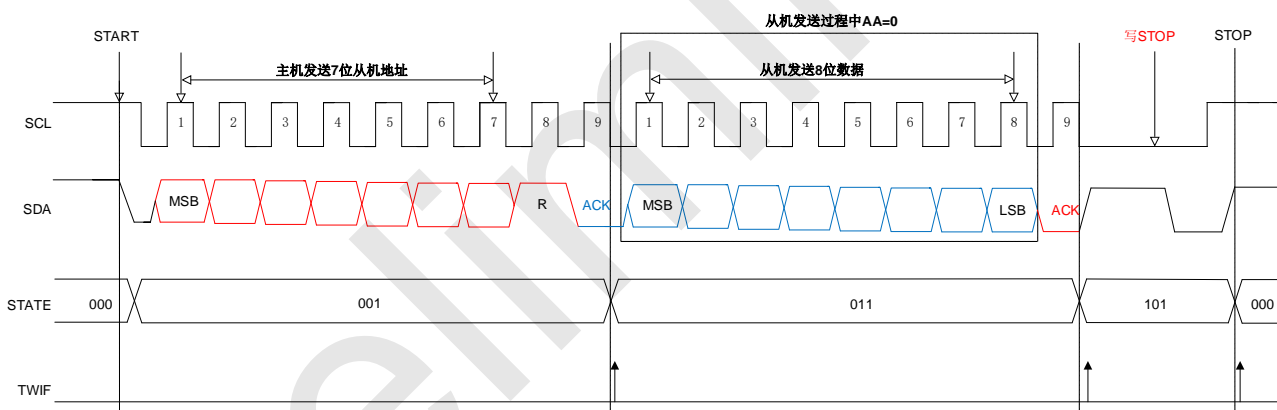 从机发送过程中AA=0
START
写STOP
STOP
主机发送7位从机地址
从机发送8位数据
SCL
1 2 3 4 5 6 7 8 9 1 2 3 4 5 6 7 8 9
SDA
MSB R ACK MSB LSB ACK
STATE
000 001 011 101 000
TWIF